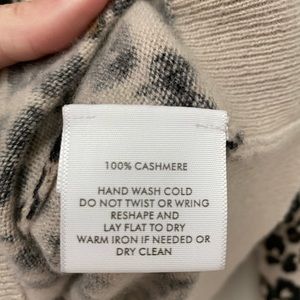 100% CASHMERE
HAND WASH COLD
DO NOT TWIST OR WRING
RESHAPE AND
LAY FLAT TO DRY
WARM IRON IF NEEDED OR
DRY CLEAN